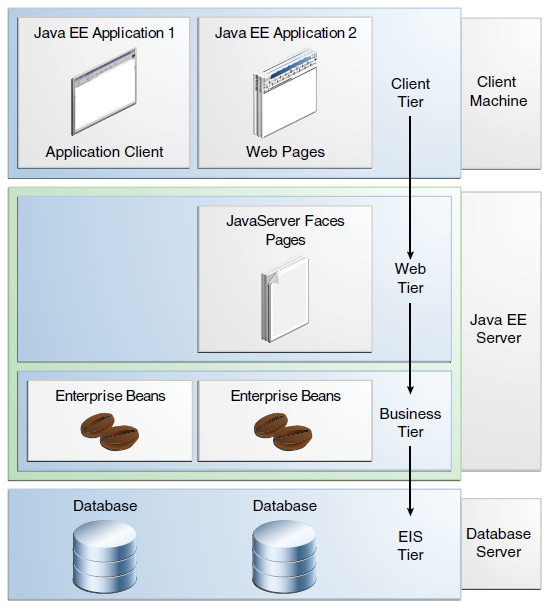 Java EE Application 1
Java EE Application 2
Application Client
Web Pages
Client
Tier
Client
Machine
JavaServer Faces
Pages
Web
Tier
Java EE
Server
Enterprise Beans
Enterprise Beans
Business
Tier
Database
Database
EIS
Tier
Database
Server